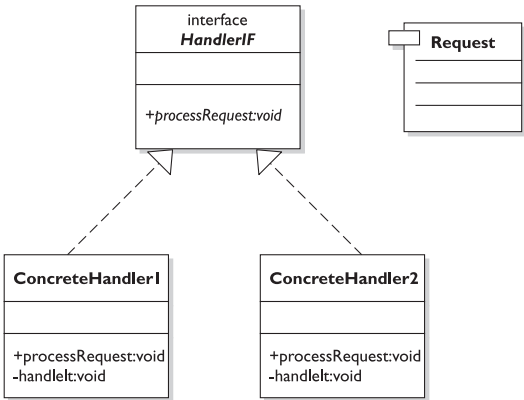 interface
HandlerIF
+processRequest:void
Request
ConcreteHandler1
+processRequest:void
-handleIt:void
ConcreteHandler2
+processRequest:void
-handleIt:void